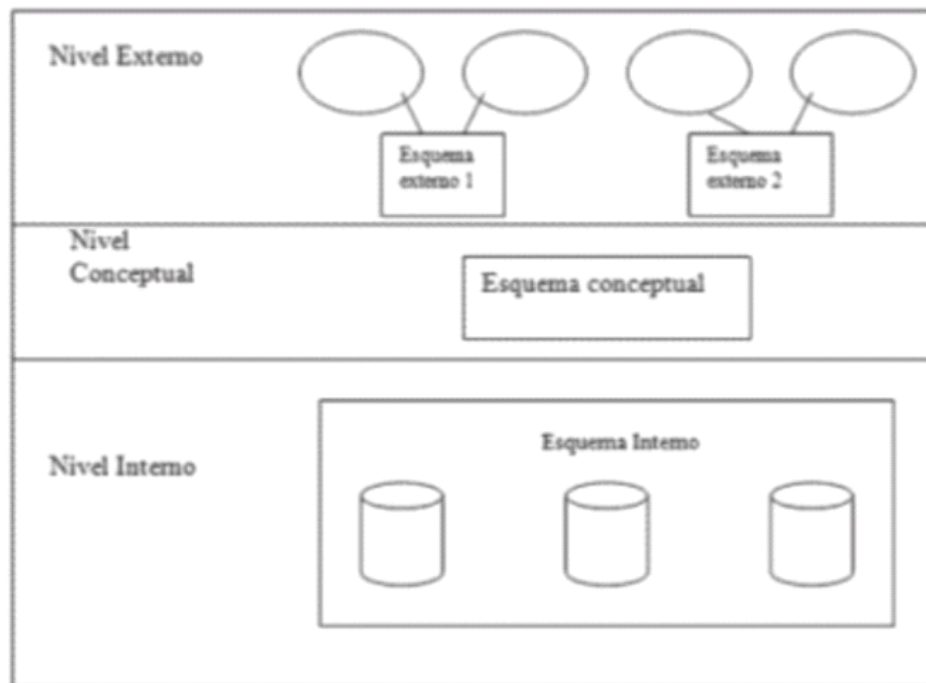 Nivel Externo
Esquema
externo 1
Esquema
externo 2
Nivel
Conceptual
Esquema conceptual
Esquema Interno
Nivel Interno